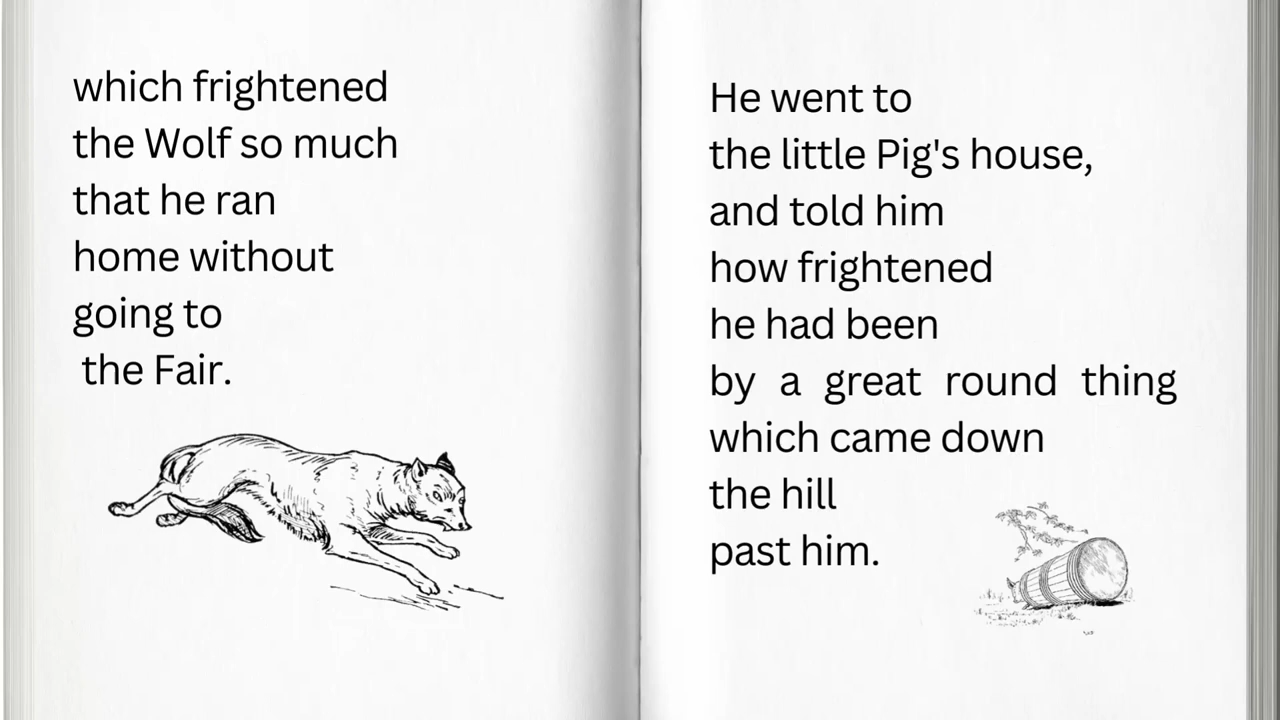 which frightened
the Wolf so much
that he ran
home without
going to
the Fair.
He went to
the little Pig's house,
and told him
how frightened
he had been
by a great round thing
which came down
the hill
past him.